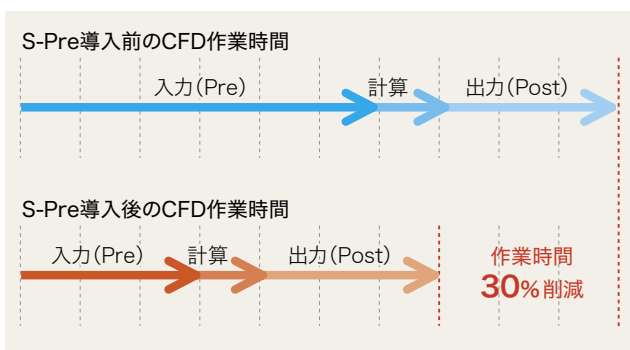 S-Pre導入前のCFD作業時間
入力(Pre) 計算 出力(Post)
S-Pre導入後のCFD作業時間
入力(Pre) 計算 出力(Post)
作業時間
30%削減